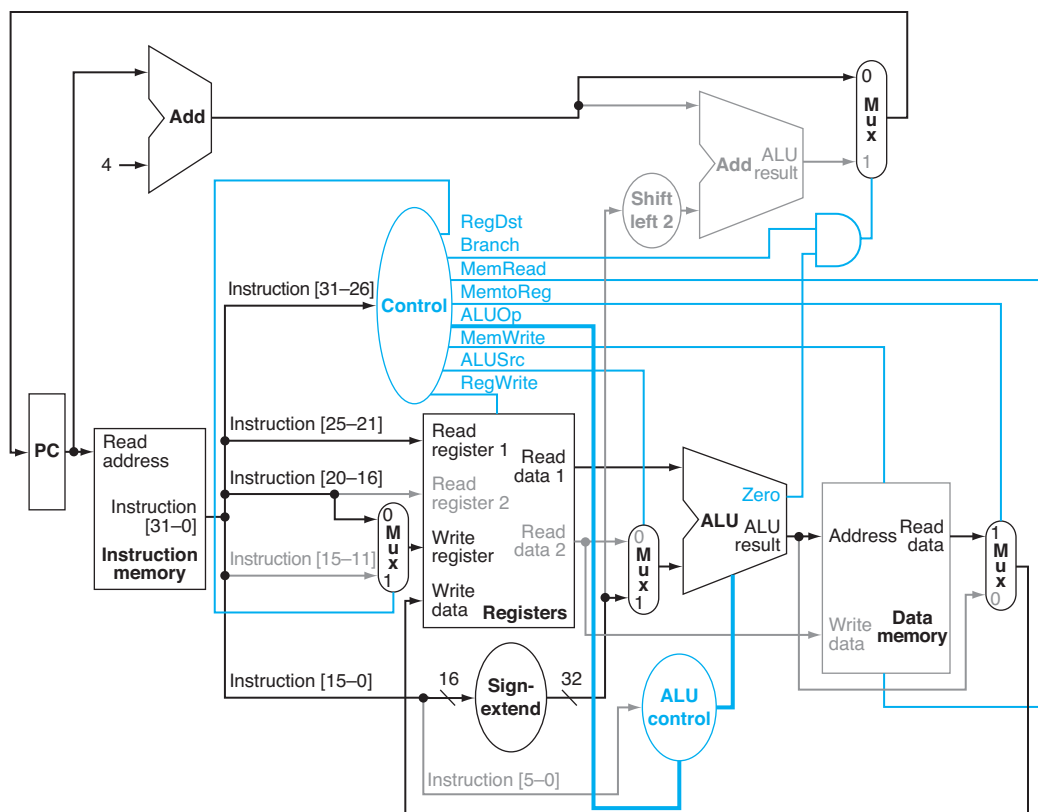 0
M
u
x
1
Add
4
Add
ALU
result
Shift
left 2
RegDst
Branch
MemRead
MemtoReg
ALUOp
MemWrite
ALUSrc
RegWrite
Control
Instruction [31–26]
PC
Read
address
Instruction
[31–0]
Instruction
memory
Instruction [25–21]
Instruction [20–16]
Instruction [15–11]
0
M
u
x
1
Read
register 1
Read
register 2
Write
register
Write
data
Read
data 1
Read
data 2
Registers
0
M
u
x
1
Zero
ALU
ALU
result
Address
Read
data
Write
data
Data
memory
1
M
u
x
0
Instruction [15–0]
16
Sign-
extend
32
ALU
control
Instruction [5–0]